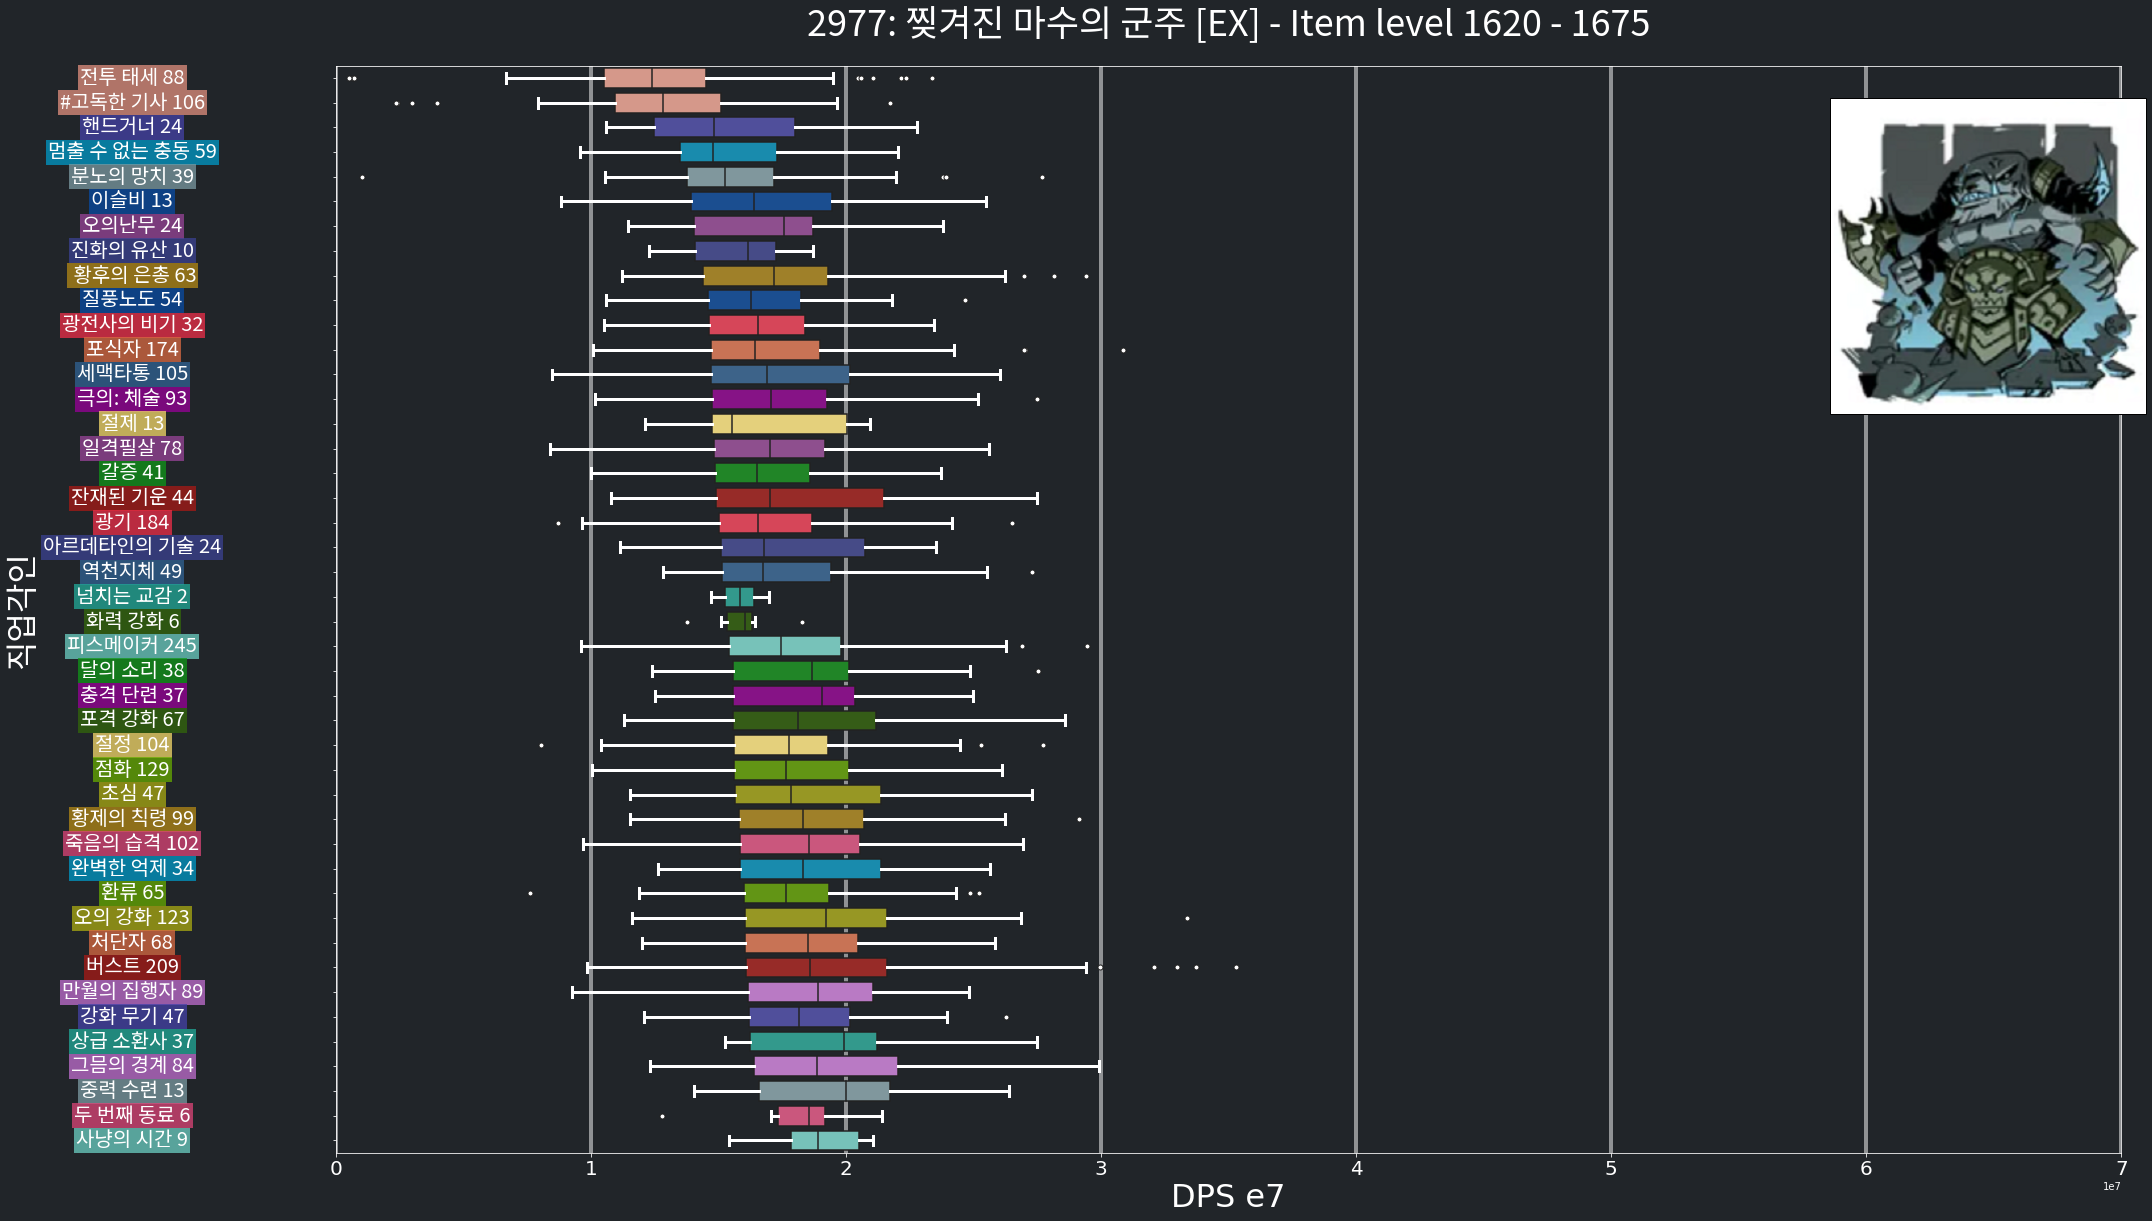 2977: 찢겨진 마수의 군주 [EX] - Item level 1620 - 1675
직업각인
전투 태세 88
#고독한 기사 106
핸드거너 24
멈출 수 없는 충동 59
분노의 망치 39
이슬비 13
오의난무 24
진화의 유산 10
황후의 은총 63
질풍노도 54
광전사의 비기 32
포식자 174
세맥타통 105
극의: 체술 93
절제 13
일격필살 78
갈증 41
잔재된 기운 44
광기 184
아르데타인의 기술 24
역천지체 49
넘치는 교감 2
화력 강화 6
피스메이커 245
달의 소리 38
충격 단련 37
포격 강화 67
절정 104
점화 129
초심 47
황제의 칙령 99
죽음의 습격 102
완벽한 억제 34
환류 65
오의 강화 123
처단자 68
버스트 209
만월의 집행자 89
강화 무기 47
상급 소환사 37
그믐의 경계 84
중력 수련 13
두 번째 동료 6
사냥의 시간 9
0 1 2 3 4 5 6 7
1e7
DPS e7